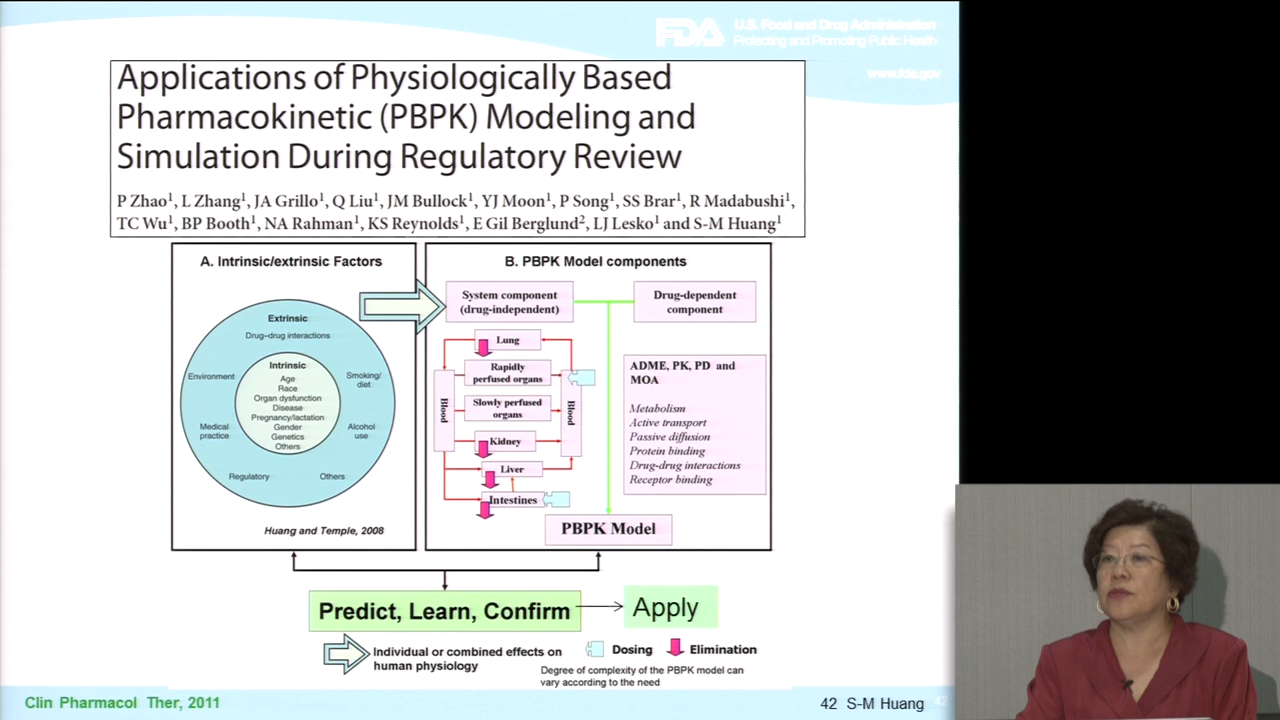 FDA U.S. Food and Drug Administration
Protecting and Promoting Public Health
www.fda.gov
Applications of Physiologically Based
Pharmacokinetic (PBPK) Modeling and
Simulation During Regulatory Review
P Zhao¹, L Zhang¹, JA Grillo¹, Q Liu¹, JM Bullock¹, YJ Moon¹, P Song¹, SS Brar¹, R Madabushi¹,
TC Wu¹, BP Booth¹, NA Rahman¹, KS Reynolds¹, E Gil Berglund², LJ Lesko¹ and S-M Huang¹
A. Intrinsic/extrinsic Factors
Extrinsic
Drug–drug interactions
Environment
Smoking/
diet
Medical
practice
Alcohol
use
Regulatory
Others
Intrinsic
Age
Race
Organ dysfunction
Disease
Pregnancy/lactation
Gender
Genetics
Others
Huang and Temple, 2008
B. PBPK Model components
System component
(drug-independent)
Drug-dependent
component
Lung
Rapidly
perfused organs
Slowly perfused
organs
Kidney
Liver
Intestines
Blood
Blood
ADME, PK, PD and
MOA
Metabolism
Active transport
Passive diffusion
Protein binding
Drug-drug interactions
Receptor binding
PBPK Model
Predict, Learn, Confirm
Apply
Individual or combined effects on
human physiology
Dosing
Elimination
Degree of complexity of the PBPK model can
vary according to the need
Clin Pharmacol Ther, 2011
42 S-M Huang
42